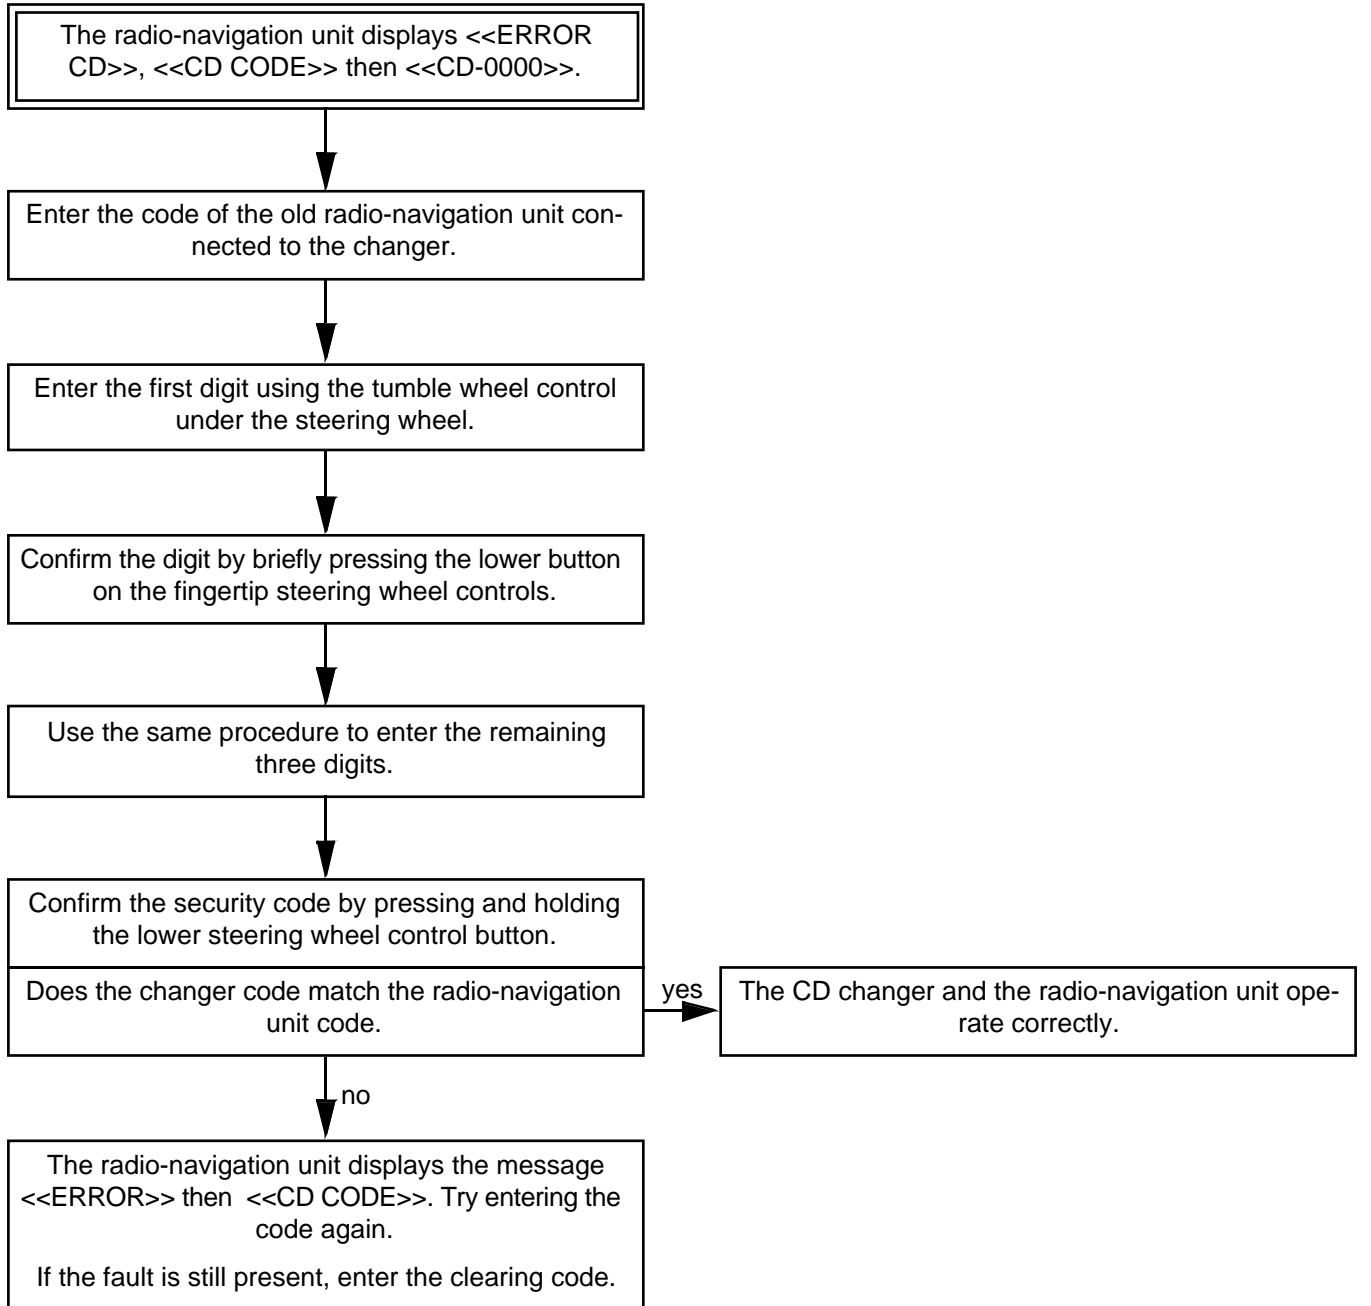 The radio-navigation unit displays <<ERROR
CD>>, <<CD CODE>> then <<CD-0000>>.
Enter the code of the old radio-navigation unit con-
nected to the changer.
Enter the first digit using the tumble wheel control
under the steering wheel.
Confirm the digit by briefly pressing the lower button
on the fingertip steering wheel controls.
Use the same procedure to enter the remaining
three digits.
Confirm the security code by pressing and holding
the lower steering wheel control button.
Does the changer code match the radio-navigation
unit code.
yes
The CD changer and the radio-navigation unit ope-
rate correctly.
no
The radio-navigation unit displays the message
<<ERROR>> then <<CD CODE>>. Try entering the
code again.
If the fault is still present, enter the clearing code.